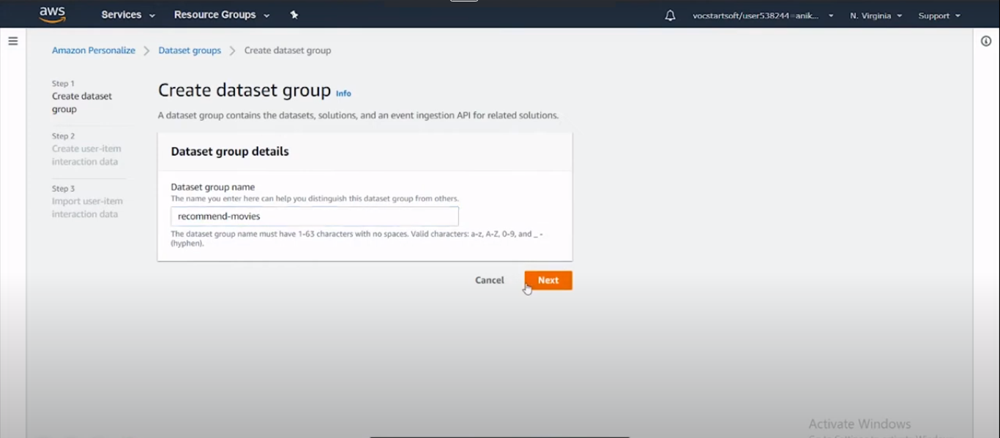 aws
Services
Resource Groups
vocstartsoft/user538244=anik...
N. Virginia
Support
Amazon Personalize
Dataset groups
Create dataset group
Step 1
Create dataset
group
Step 2
Create user-item
interaction data
Step 3
Import user-item
interaction data
Create dataset group Info
A dataset group contains the datasets, solutions, and an event ingestion API for related solutions.
Dataset group details
Dataset group name
The name you enter here can help you distinguish this dataset group from others.
recommend-movies
The dataset group name must have 1-63 characters with no spaces. Valid characters: a-z, A-Z, 0-9, and _ -
(hyphen).
Cancel
Next
Activate Windows